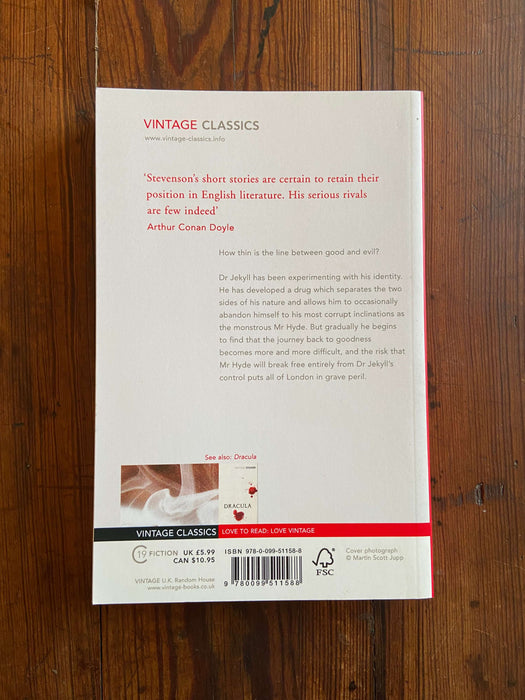 VINTAGE CLASSICS
www.vintage-classics.info
'Stevenson's short stories are certain to retain their
position in English literature. His serious rivals
are few indeed'
Arthur Conan Doyle
How thin is the line between good and evil?
Dr Jekyll has been experimenting with his identity.
He has developed a drug which separates the two
sides of his nature and allows him to occasionally
abandon himself to his most corrupt inclinations as
the monstrous Mr Hyde. But gradually he begins
to find that the journey back to goodness
becomes more and more difficult, and the risk that
Mr Hyde will break free entirely from Dr Jekyll's
control puts all of London in grave peril.
See also: Dracula
DRACULA
VINTAGE CLASSICS LOVE TO READ: LOVE VINTAGE
C19 FICTION UK £5.99
CAN $10.95
ISBN 978-0-099-51158-8
9 780099 511588
FSC
Cover photograph
© Martin Scott Jupp
VINTAGE U.K. Random House
www.vintage-books.co.uk